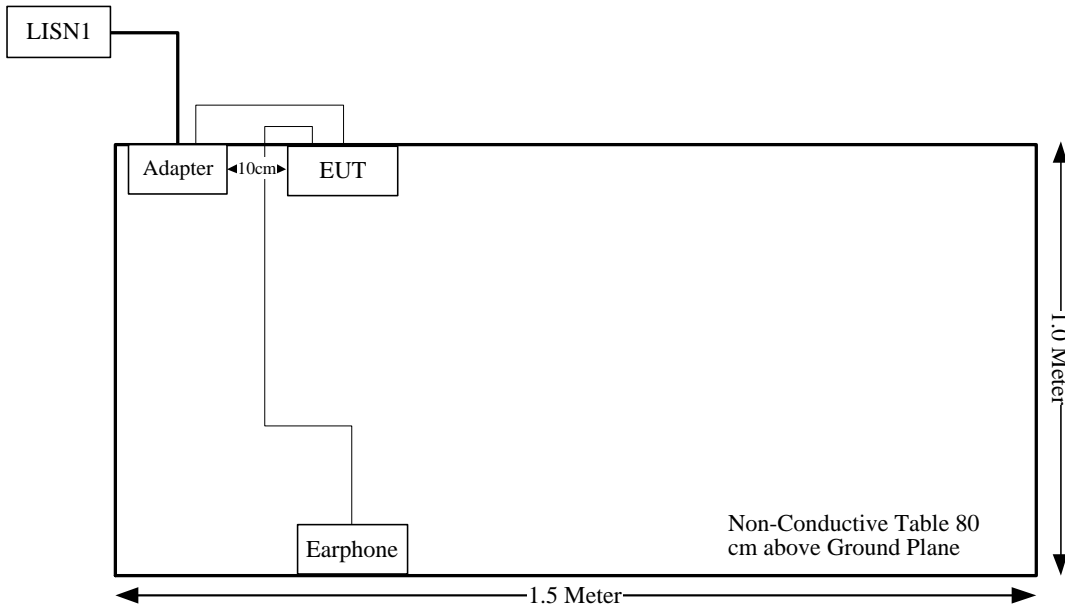 LISN1
Adapter
10cm
EUT
1.0 Meter
Earphone
Non-Conductive Table 80
cm above Ground Plane
1.5 Meter